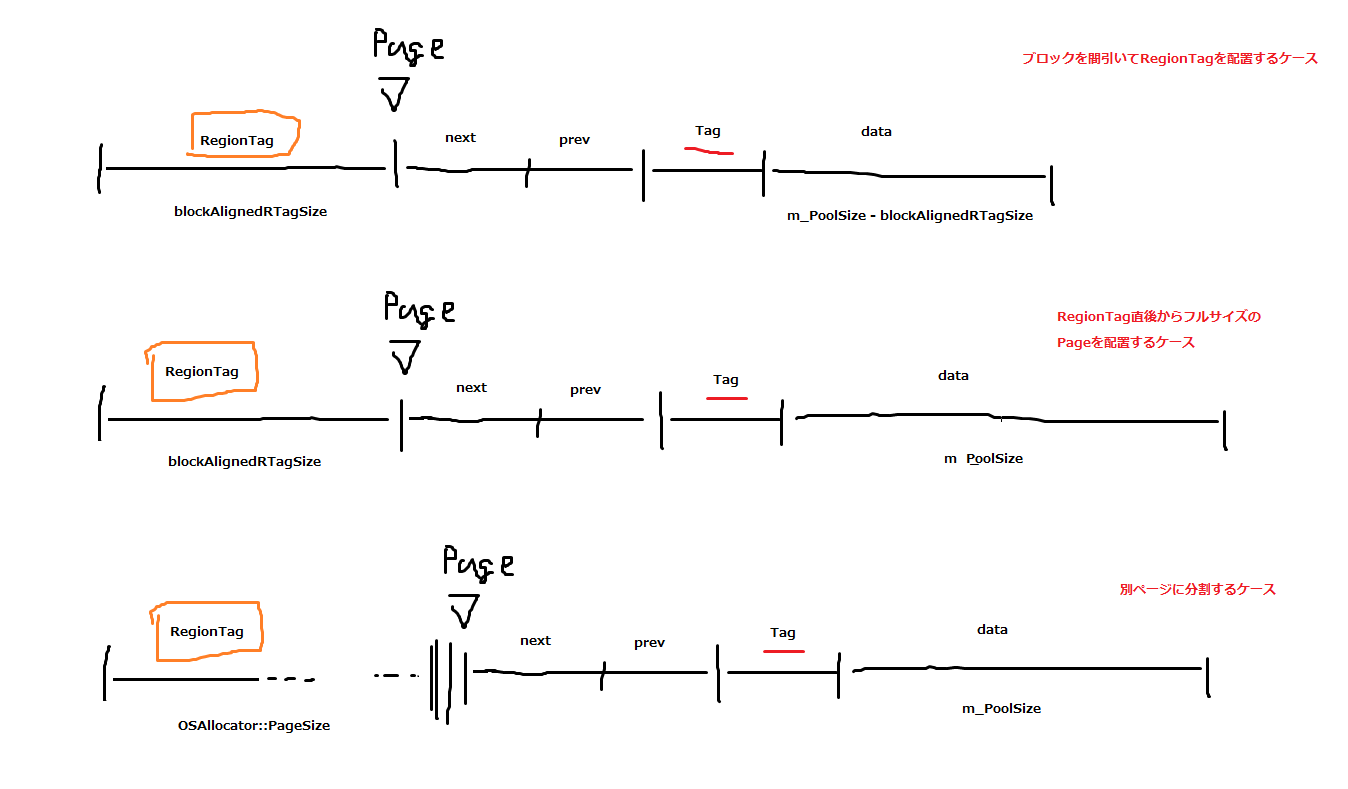 Page
ブロックを間引いてRegionTagを配置するケース
RegionTag
next
prev
Tag
data
blockAlignedRTagSize
m_PoolSize - blockAlignedRTagSize
Page
RegionTag直後からフルサイズの
Pageを配置するケース
RegionTag
next
prev
Tag
data
blockAlignedRTagSize
m_PoolSize
Page
別ページに分割するケース
RegionTag
next
prev
Tag
data
OSAllocator::PageSize
m_PoolSize